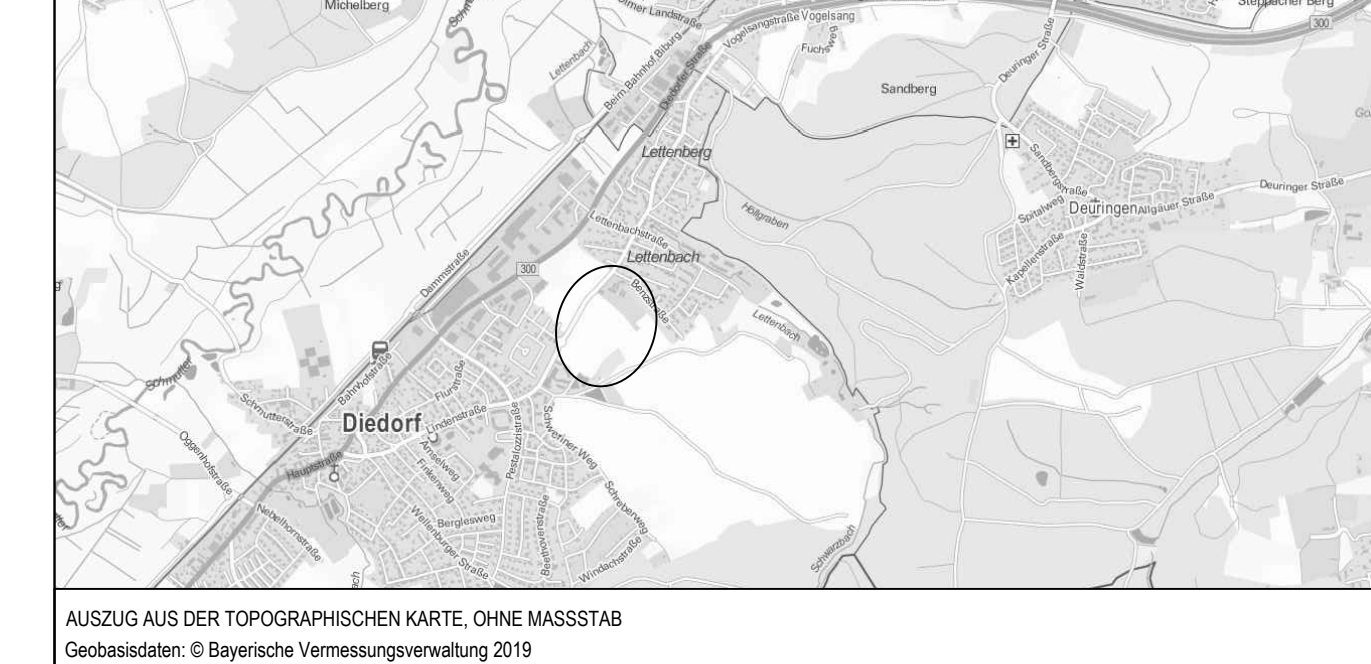 Michelberg
Steppacher Berg
300
Vogelsangstraße
Vogelsang
Fuchsweg
Lettenbach
Beim Bahnhof Biburg
Diedorfer Straße
Deuringer Straße
Sandberg
Lettenberg
Sandbergstraße
Höllgraben
Spitalweg
Deuringen
Allgäuer Straße
Deuringer Straße
Lettenbachstraße
Lettenbach
Kapellenstraße
Waldstraße
Dammstraße
300
Benzstraße
Lettenbach
Schmutter
Bahnhofstraße
Flurstraße
Schmutterstraße
Diedorf
Lindenstraße
Oggenhofstraße
Hauptstraße
Amselweg
Finkenweg
Pestalozzistraße
Schweriner Weg
Schreberweg
Nebelhornstraße
Wellenburger Straße
Berglesweg
Beethovenstraße
Windachstraße
Schwarzbach
AUSZUG AUS DER TOPOGRAPHISCHEN KARTE, OHNE MASSSTAB
Geobasisdaten: © Bayerische Vermessungsverwaltung 2019